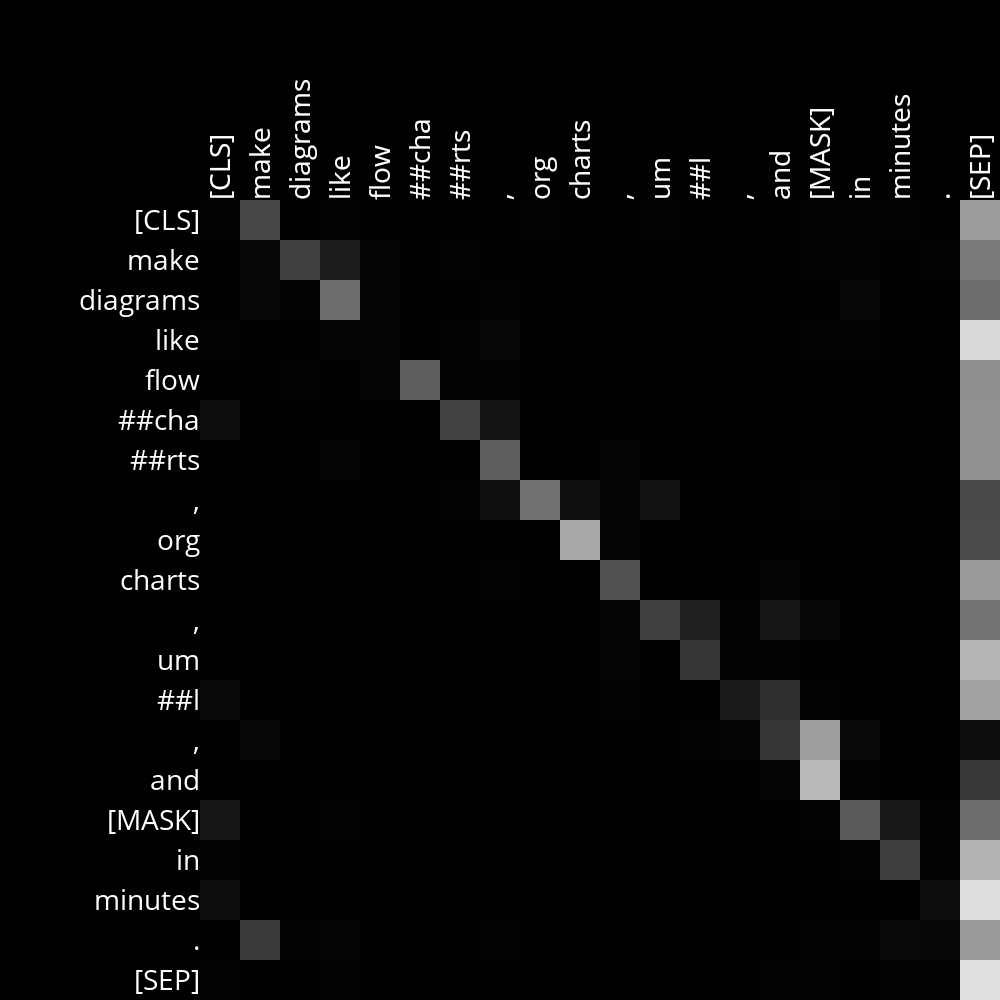 [CLS] make diagrams like flow ##cha ##rts , org charts , um ##l , and [MASK] in minutes . [SEP]
[CLS]
make
diagrams
like
flow
##cha
##rts
,
org
charts
,
um
##l
,
and
[MASK]
in
minutes
.
[SEP]